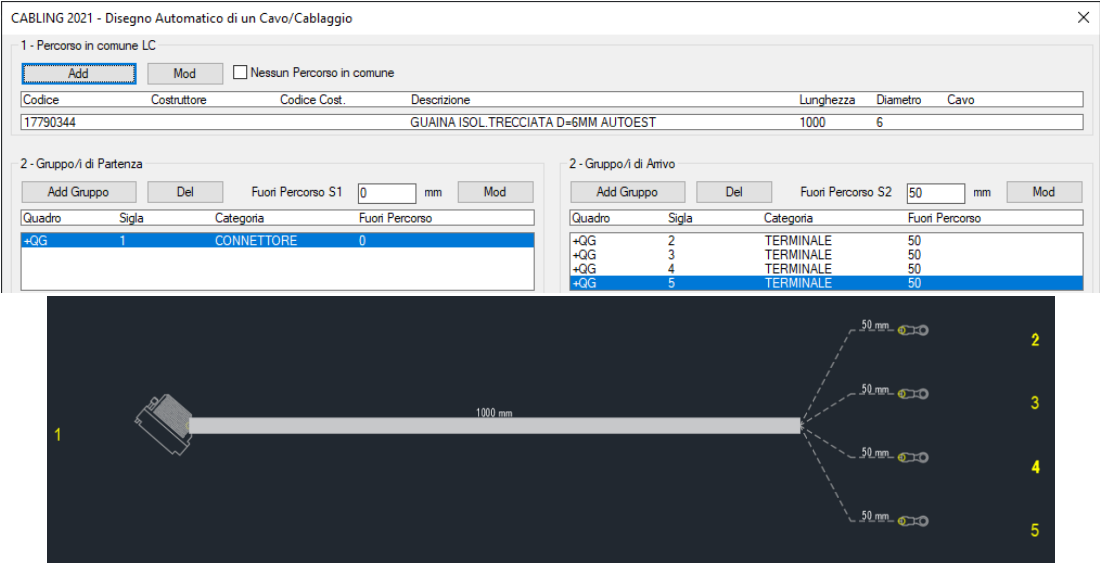 CABLING 2021 - Disegno Automatico di un Cavo/Cablaggio
1 - Percorso in comune LC
Add Mod Nessun Percorso in comune
Codice Costruttore Codice Cost. Descrizione Lunghezza Diametro Cavo
17790344 GUAINA ISOL.TRECCIATA D=6MM AUTOEST 1000 6
2 - Gruppo/i di Partenza
Add Gruppo Del Fuori Percorso S1 0 mm Mod
Quadro Sigla Categoria Fuori Percorso
+QG 1 CONNETTORE 0
2 - Gruppo/i di Arrivo
Add Gruppo Del Fuori Percorso S2 50 mm Mod
Quadro Sigla Categoria Fuori Percorso
+QG 2 TERMINALE 50
+QG 3 TERMINALE 50
+QG 4 TERMINALE 50
+QG 5 TERMINALE 50
50 mm 2
50 mm 3
1000 mm
1
50 mm 4
50 mm 5